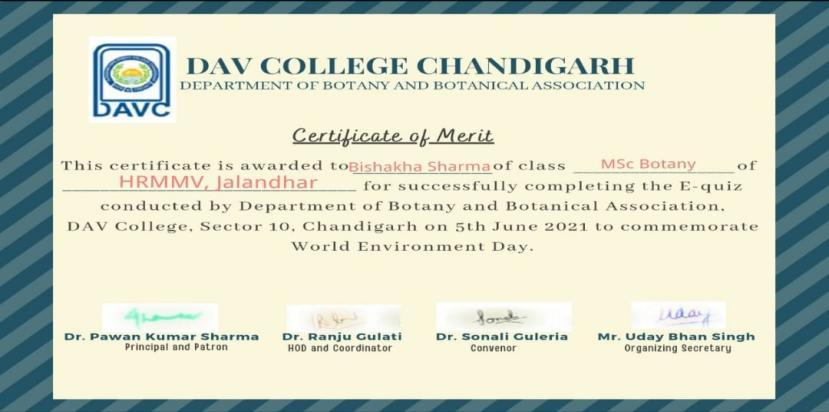 DAVC
DAV COLLEGE CHANDIGARH
DEPARTMENT OF BOTANY AND BOTANICAL ASSOCIATION
Certificate of Merit
This certificate is awarded to Bishakha Sharma of class MSc Botany of
HRMMV, Jalandhar for successfully completing the E-quiz
conducted by Department of Botany and Botanical Association,
DAV College, Sector 10, Chandigarh on 5th June 2021 to commemorate
World Environment Day.
Uday
Dr. Pawan Kumar Sharma Dr. Ranju Gulati Dr. Sonali Guleria Mr. Uday Bhan Singh
Principal and Patron HOD and Coordinator Convenor Organizing Secretary